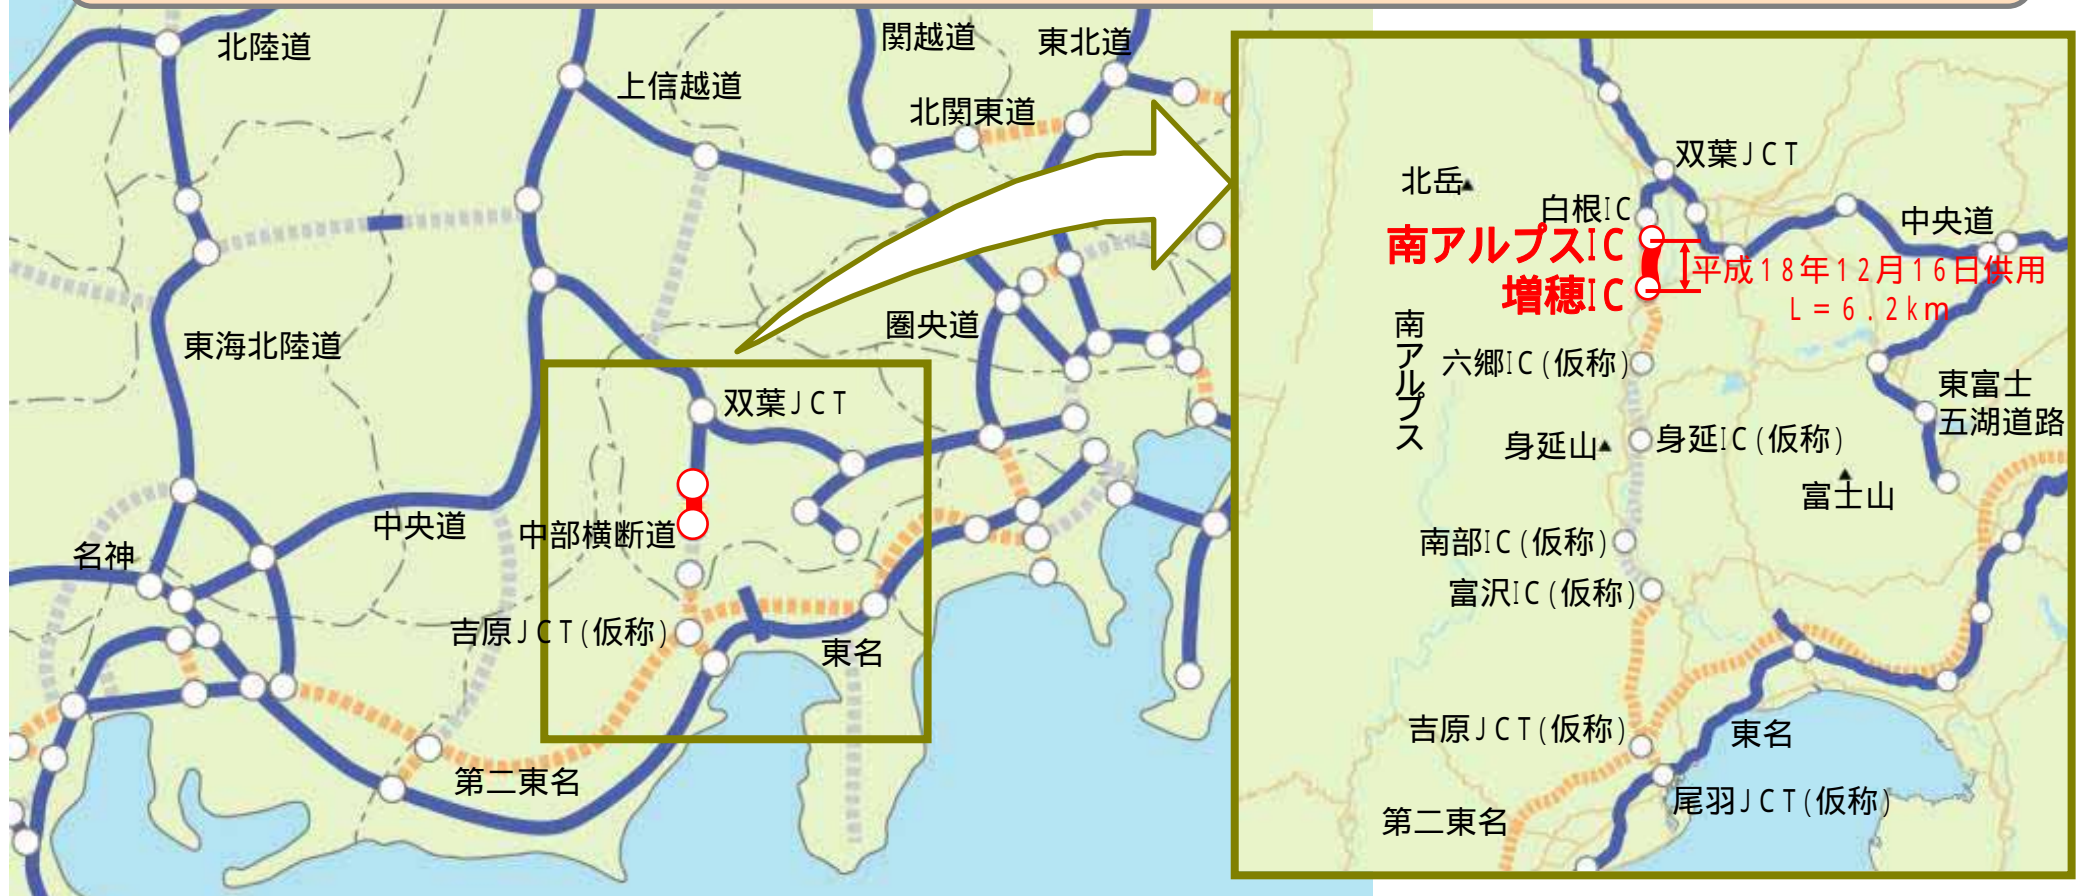 北陸道
上信越道
関越道
東北道
北関東道
東海北陸道
圏央道
双葉JCT
中央道
中部横断道
名神
吉原JCT(仮称)
東名
第二東名
双葉JCT
北岳
白根IC
中央道
南アルプスIC
増穂IC
平成18年12月16日供用
L=6.2km
南アルプス
六郷IC(仮称)
東富士
五湖道路
身延山
身延IC(仮称)
富士山
南部IC(仮称)
富沢IC(仮称)
吉原JCT(仮称)
東名
尾羽JCT(仮称)
第二東名